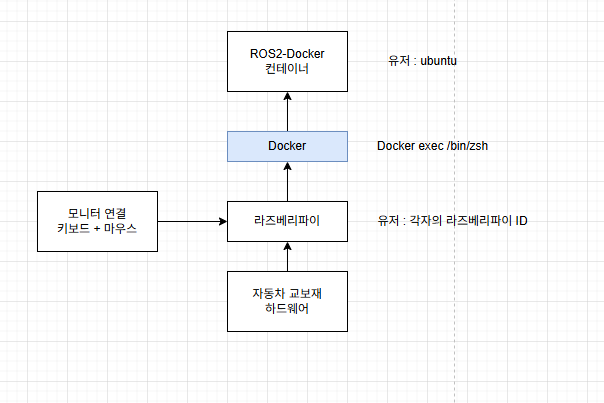 ROS2-Docker
컨테이너
유저 : ubuntu
Docker
Docker exec /bin/zsh
모니터 연결
키보드 + 마우스
라즈베리파이
유저 : 각자의 라즈베리파이 ID
자동차 교보재
하드웨어